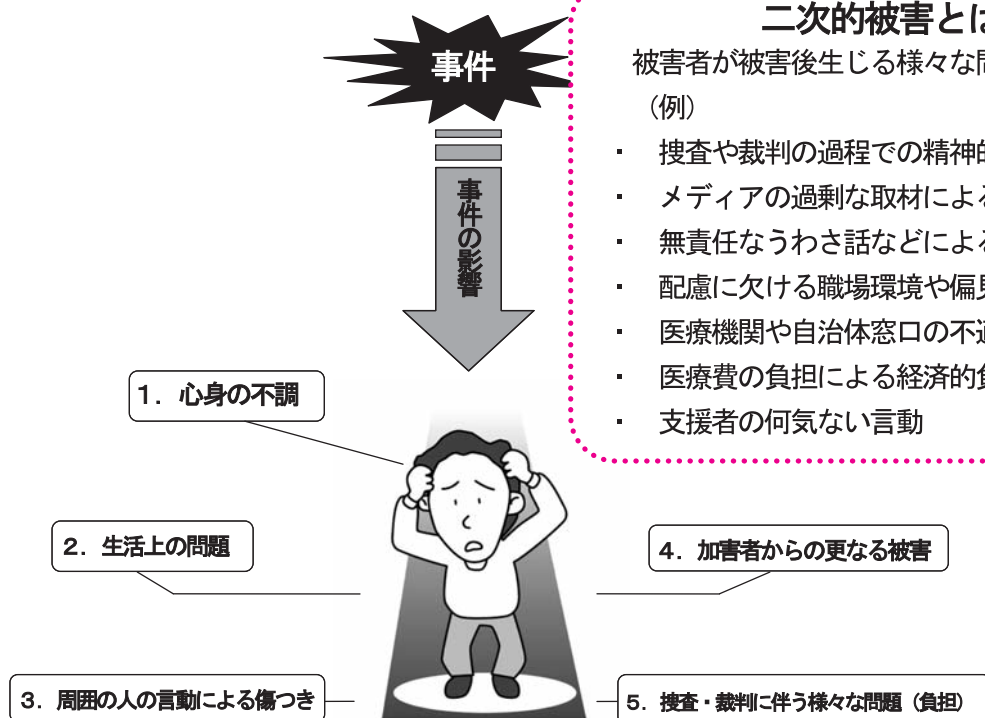 事件
事件の影響
二次的被害と
被害者が被害後生じる様々な
（例）
・ 捜査や裁判の過程での精神
・ メディアの過剰な取材によ
・ 無責任なうわさ話などによ
・ 配慮に欠ける職場環境や偏
・ 医療機関や自治体窓口の不
・ 医療費の負担による経済的
・ 支援者の何気ない言動
1．心身の不調
2．生活上の問題
4．加害者からの更なる被害
3．周囲の人の言動による傷つき
5．捜査・裁判に伴う様々な問題（負担）